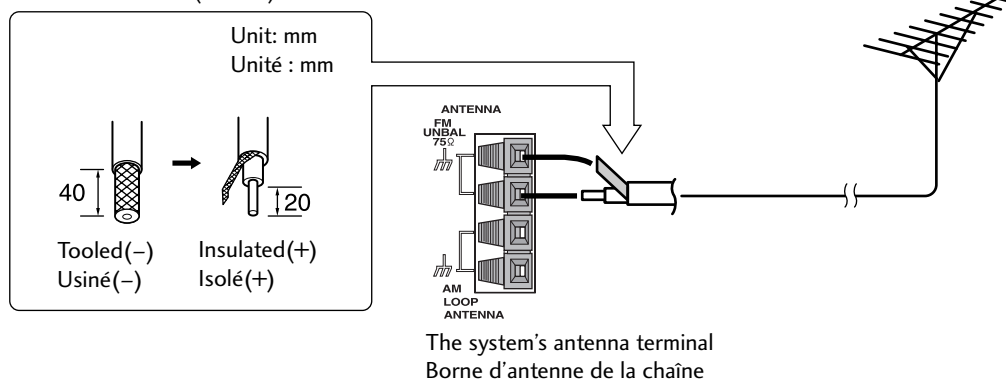 Unit: mm
Unité : mm
40
20
Tooled(–)
Usiné(–)
Insulated(+)
Isolé(+)
ANTENNA
FM
UNBAL
75Ω
AM
LOOP
ANTENNA
The system's antenna terminal
Borne d'antenne de la chaîne